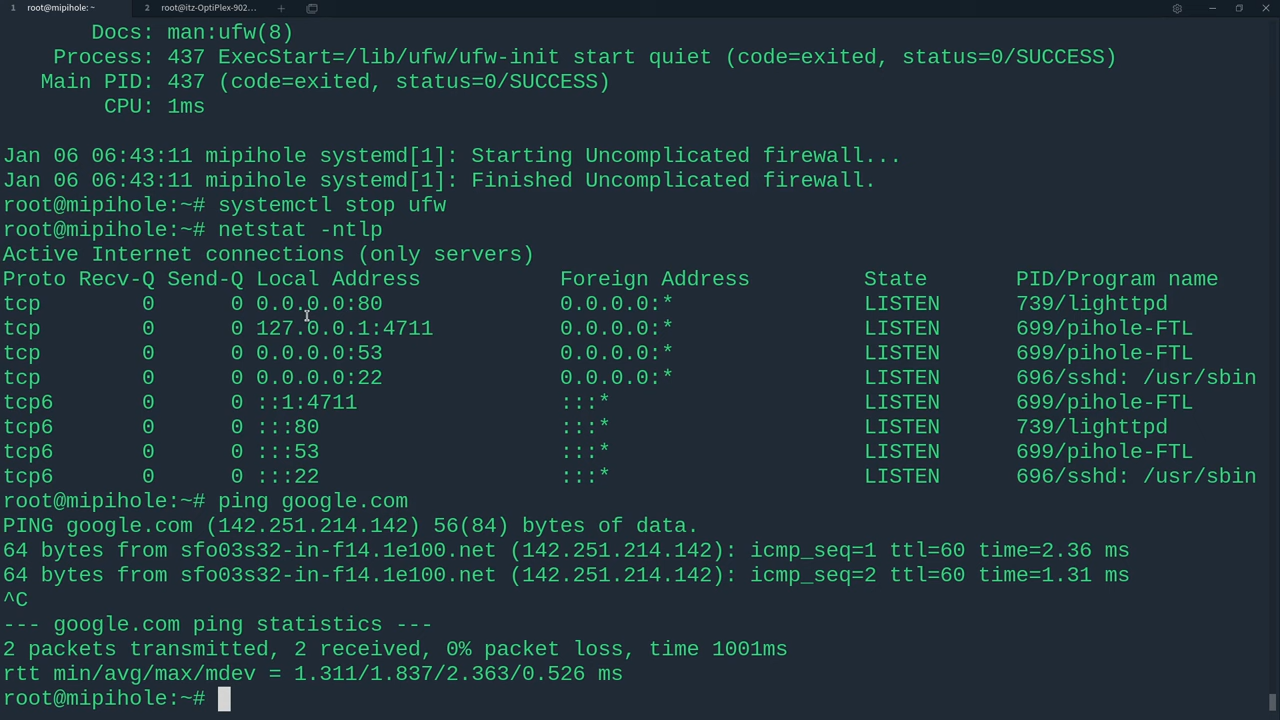 1 root@mipihole: ~ 2 root@itz-OptiPlex-902...
Docs: man:ufw(8)
Process: 437 ExecStart=/lib/ufw/ufw-init start quiet (code=exited, status=0/SUCCESS)
Main PID: 437 (code=exited, status=0/SUCCESS)
CPU: 1ms
Jan 06 06:43:11 mipihole systemd[1]: Starting Uncomplicated firewall...
Jan 06 06:43:11 mipihole systemd[1]: Finished Uncomplicated firewall.
root@mipihole:~# systemctl stop ufw
root@mipihole:~# netstat -ntlp
Active Internet connections (only servers)
Proto Recv-Q Send-Q Local Address Foreign Address State PID/Program name
tcp 0 0 0.0.0.0:80 0.0.0.0:* LISTEN 739/lighttpd
tcp 0 0 127.0.0.1:4711 0.0.0.0:* LISTEN 699/pihole-FTL
tcp 0 0 0.0.0.0:53 0.0.0.0:* LISTEN 699/pihole-FTL
tcp 0 0 0.0.0.0:22 0.0.0.0:* LISTEN 696/sshd: /usr/sbin
tcp6 0 0 ::1:4711 :::* LISTEN 699/pihole-FTL
tcp6 0 0 :::80 :::* LISTEN 739/lighttpd
tcp6 0 0 :::53 :::* LISTEN 699/pihole-FTL
tcp6 0 0 :::22 :::* LISTEN 696/sshd: /usr/sbin
root@mipihole:~# ping google.com
PING google.com (142.251.214.142) 56(84) bytes of data.
64 bytes from sfo03s32-in-f14.1e100.net (142.251.214.142): icmp_seq=1 ttl=60 time=2.36 ms
64 bytes from sfo03s32-in-f14.1e100.net (142.251.214.142): icmp_seq=2 ttl=60 time=1.31 ms
^C
--- google.com ping statistics ---
2 packets transmitted, 2 received, 0% packet loss, time 1001ms
rtt min/avg/max/mdev = 1.311/1.837/2.363/0.526 ms
root@mipihole:~#